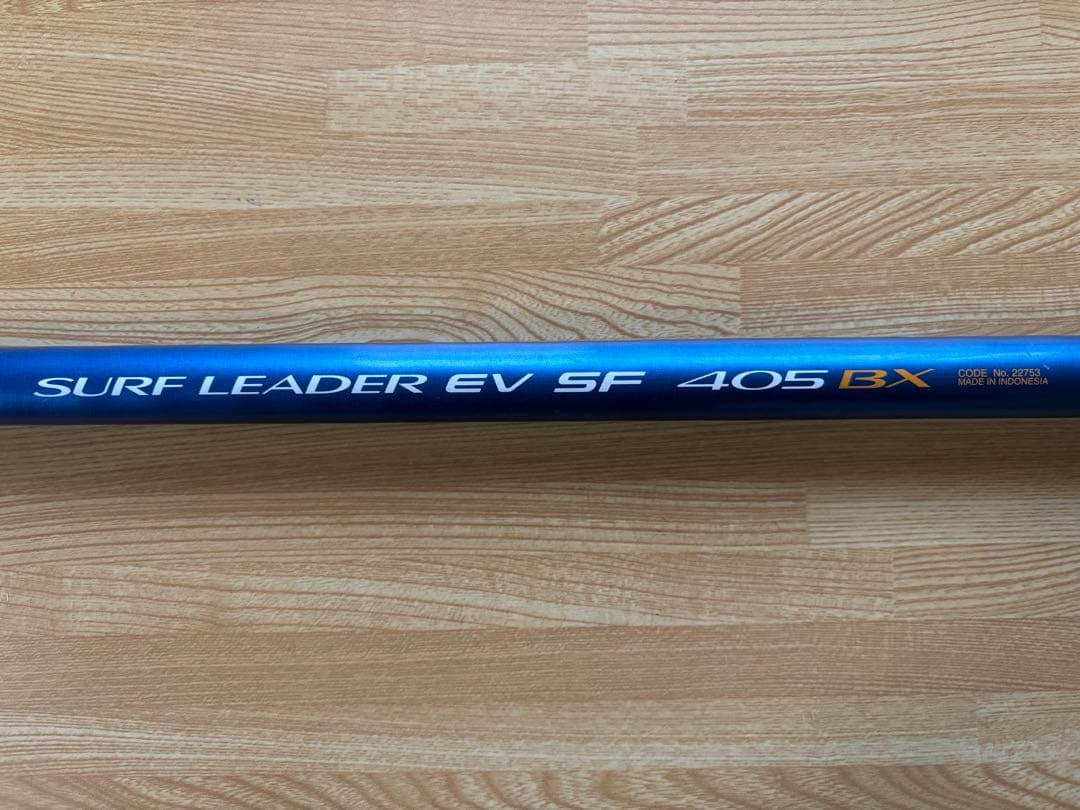 SURF LEADER EV SF 405 BX
CODE No. 22753
MADE IN INDONESIA